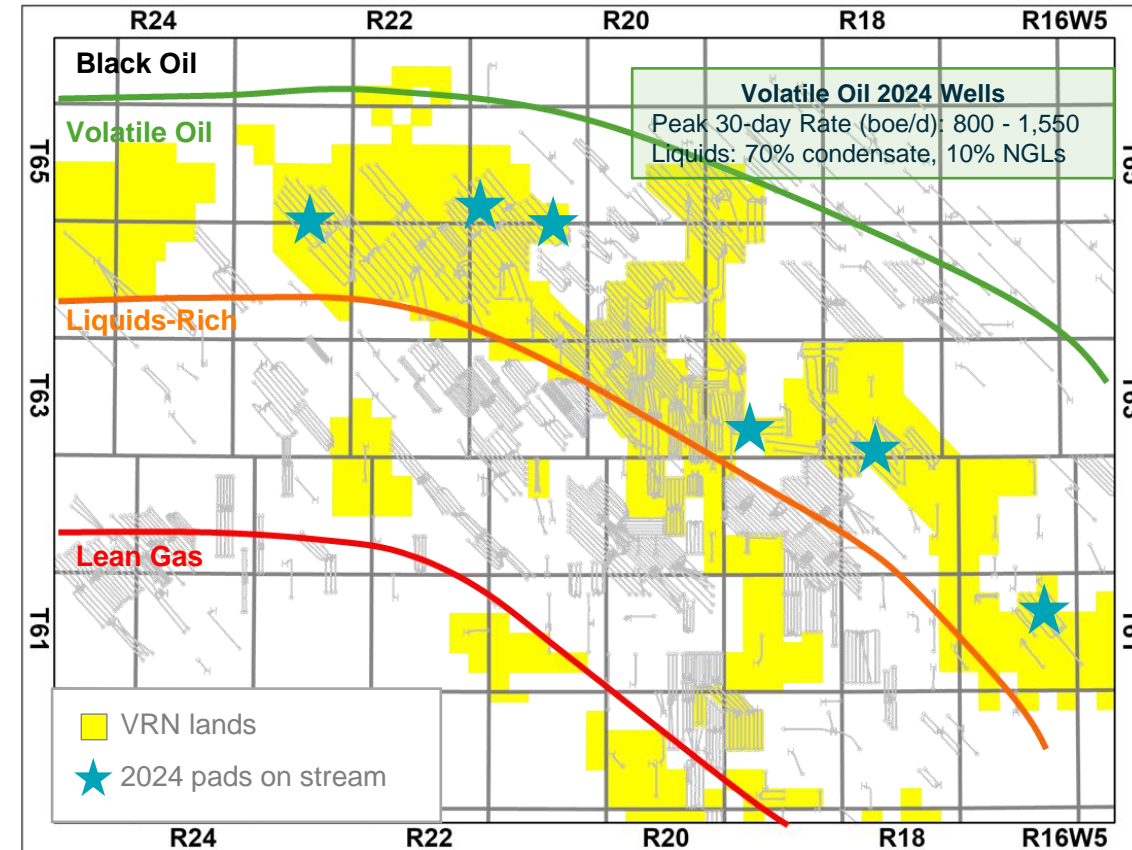 R24 R22 R20 R18 R16W5
Black Oil
Volatile Oil 2024 Wells
Peak 30-day Rate (boe/d): 800 - 1,550
Liquids: 70% condensate, 10% NGLs
Volatile Oil
T65
Liquids-Rich
T63
Lean Gas
T61
VRN lands
2024 pads on stream
R24 R22 R20 R18 R16W5